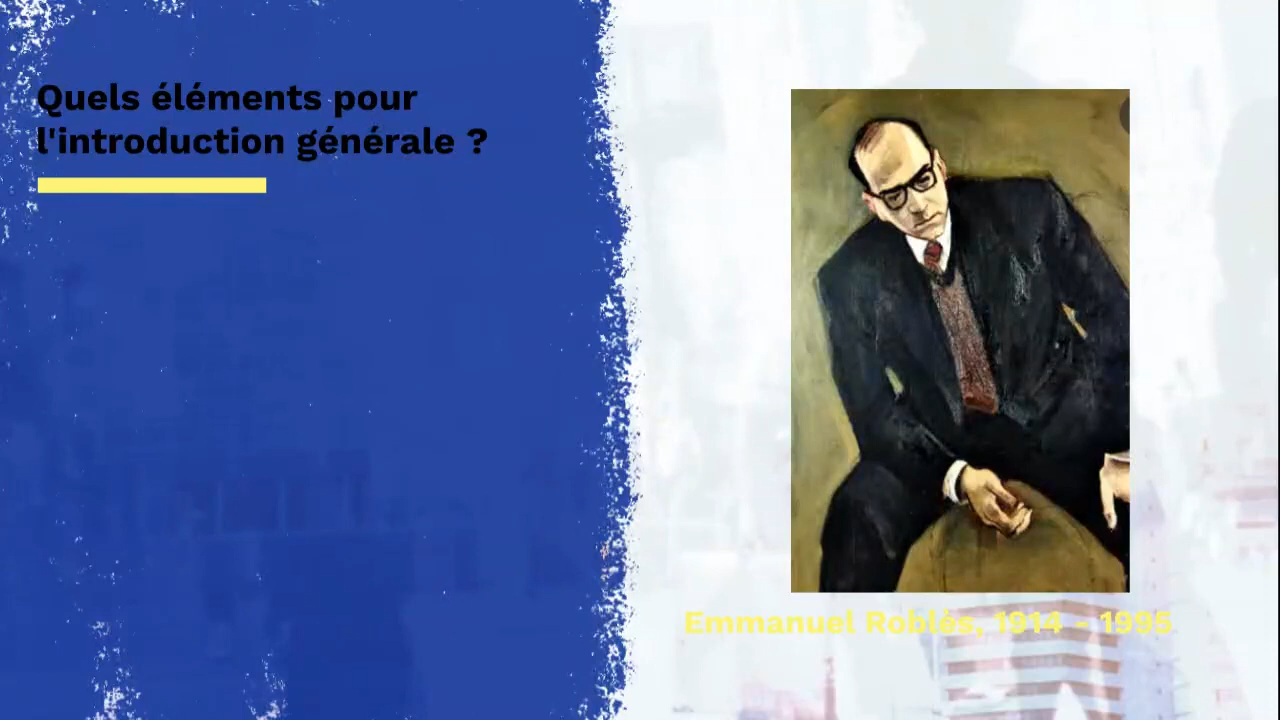 Quels éléments pour
l'introduction générale ?
Emmanuel Roblès, 1914 - 1995